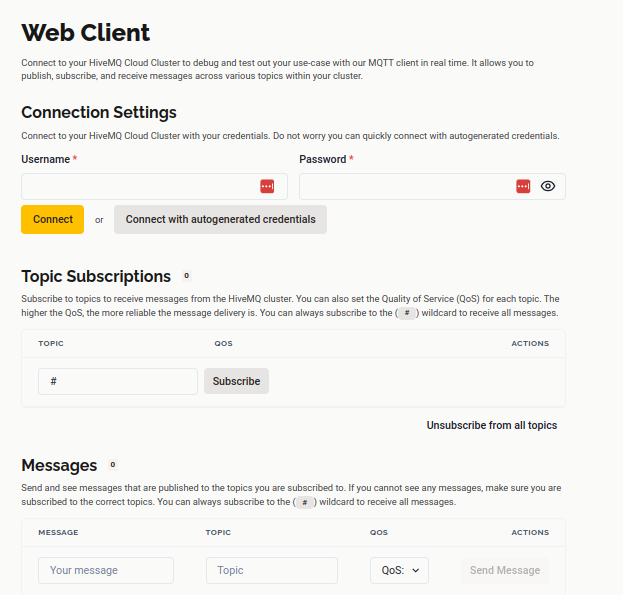 Web Client
Connect to your HiveMQ Cloud Cluster to debug and test out your use-case with our MQTT client in real time. It allows you to
publish, subscribe, and receive messages across various topics within your cluster.
Connection Settings
Connect to your HiveMQ Cloud Cluster with your credentials. Do not worry you can quickly connect with autogenerated credentials.
Username * Password *
Connect or Connect with autogenerated credentials
Topic Subscriptions 0
Subscribe to topics to receive messages from the HiveMQ cluster. You can also set the Quality of Service (QoS) for each topic. The
higher the QoS, the more reliable the message delivery is. You can always subscribe to the ( # ) wildcard to receive all messages.
TOPIC QOS ACTIONS
# Subscribe
Unsubscribe from all topics
Messages 0
Send and see messages that are published to the topics you are subscribed to. If you cannot see any messages, make sure you are
subscribed to the correct topics. You can always subscribe to the ( # ) wildcard to receive all messages.
MESSAGE TOPIC QOS ACTIONS
Your message Topic QoS: Send Message